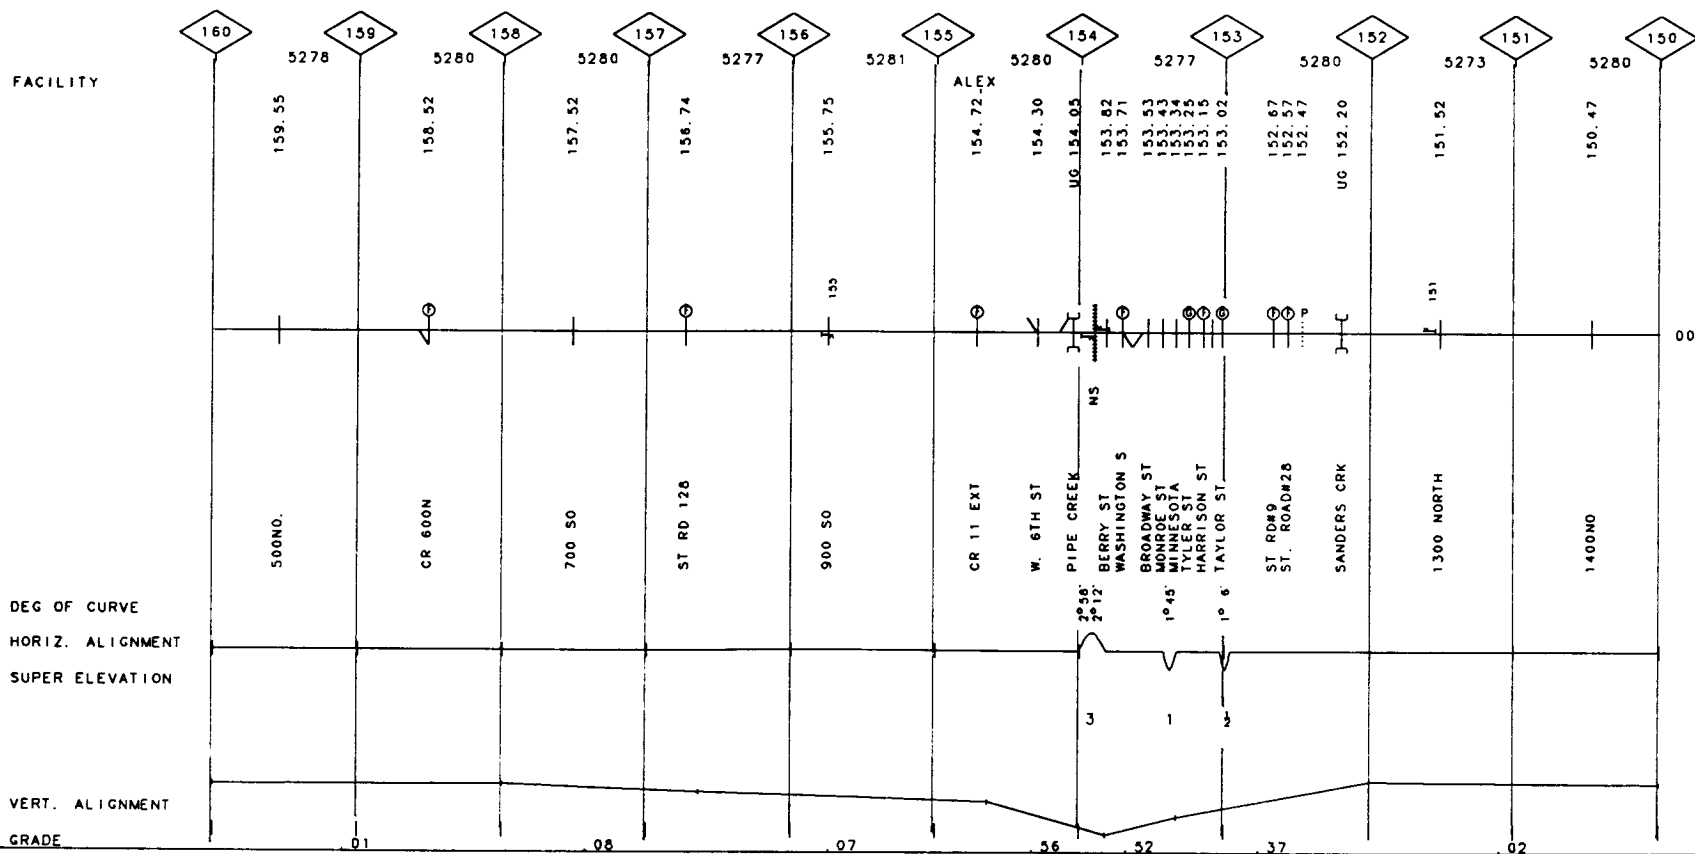 160 159 158 157 156 155 154 153 152 151 150
5278 5280 5280 5277 5281 5280 5277 5280 5273 5280
FACILITY ALEX
159.55 158.52 157.52 156.74 155.75 154.72 154.30 UG 154.05 153.82 153.71 153.53 153.43 153.34 153.25 153.15 153.02 152.67 152.57 152.47 UG 152.20 151.52 150.47
155 151
F F F F G F G F F P
00
NS
500NO. CR 600N 700 SO ST RD 128 900 SO CR 11 EXT W. 6TH ST PIPE CREEK BERRY ST WASHINGTON S BROADWAY ST MONROE ST MINNESOTA TYLER ST HARRISON ST TAYLOR ST ST RD#9 ST. ROAD#28 SANDERS CRK 1300 NORTH 1400NO
DEG OF CURVE 2°58' 2°12' 1°45' 1° 6'
HORIZ. ALIGNMENT
SUPER ELEVATION
3 1
VERT. ALIGNMENT
GRADE .01 .08 .07 .56 .52 .37 .02